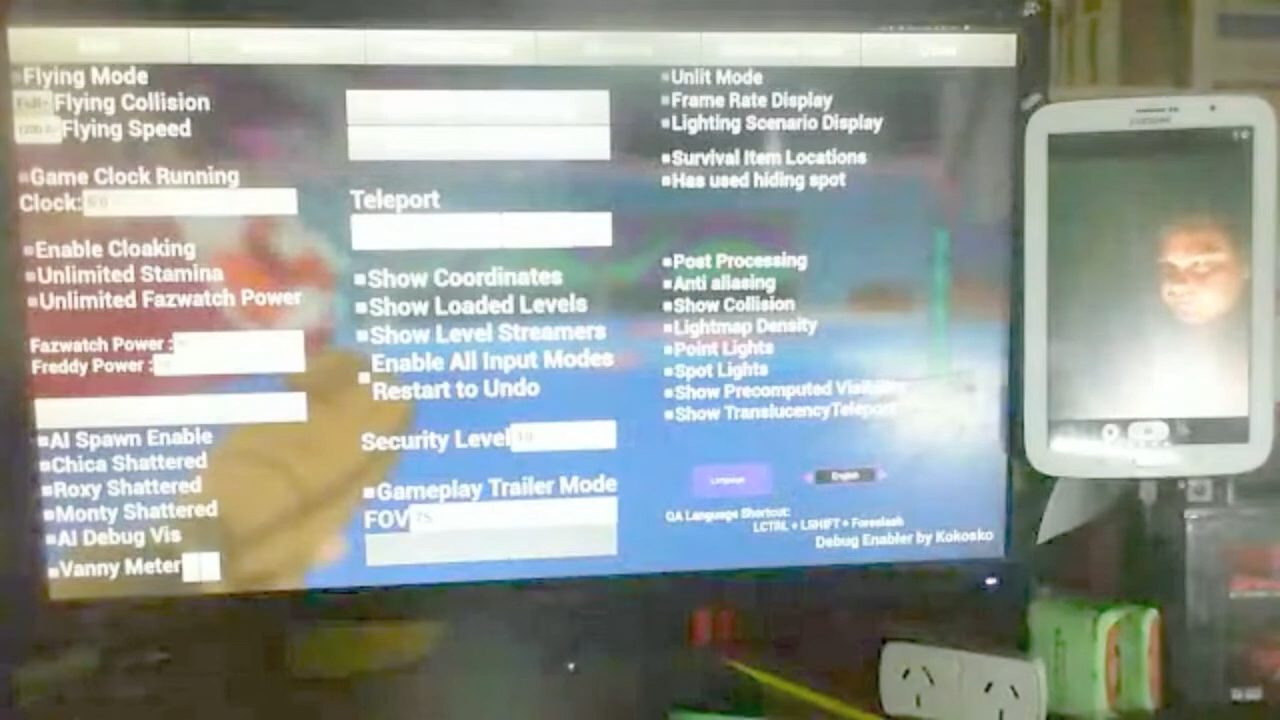 Flying Mode
Flying Collision
Flying Speed
Game Clock Running
Clock:
Enable Cloaking
Unlimited Stamina
Unlimited Fazwatch Power
Fazwatch Power :
Freddy Power :
AI Spawn Enable
Chica Shattered
Roxy Shattered
Monty Shattered
AI Debug Vis
Vanny Meter
Teleport
Show Coordinates
Show Loaded Levels
Show Level Streamers
Enable All Input Modes
Restart to Undo
Security Level
Gameplay Trailer Mode
FOV 75
Unlit Mode
Frame Rate Display
Lighting Scenario Display
Survival Item Locations
Has used hiding spot
Post Processing
Anti aliasing
Show Collision
Lightmap Density
Point Lights
Spot Lights
Show Precomputed Visibility
Show TranslucencyTeleport
Language
English
QA Language Shortcut:
LCTRL + LSHIFT + Foreslash
Debug Enabler by Kokosko
SAMSUNG